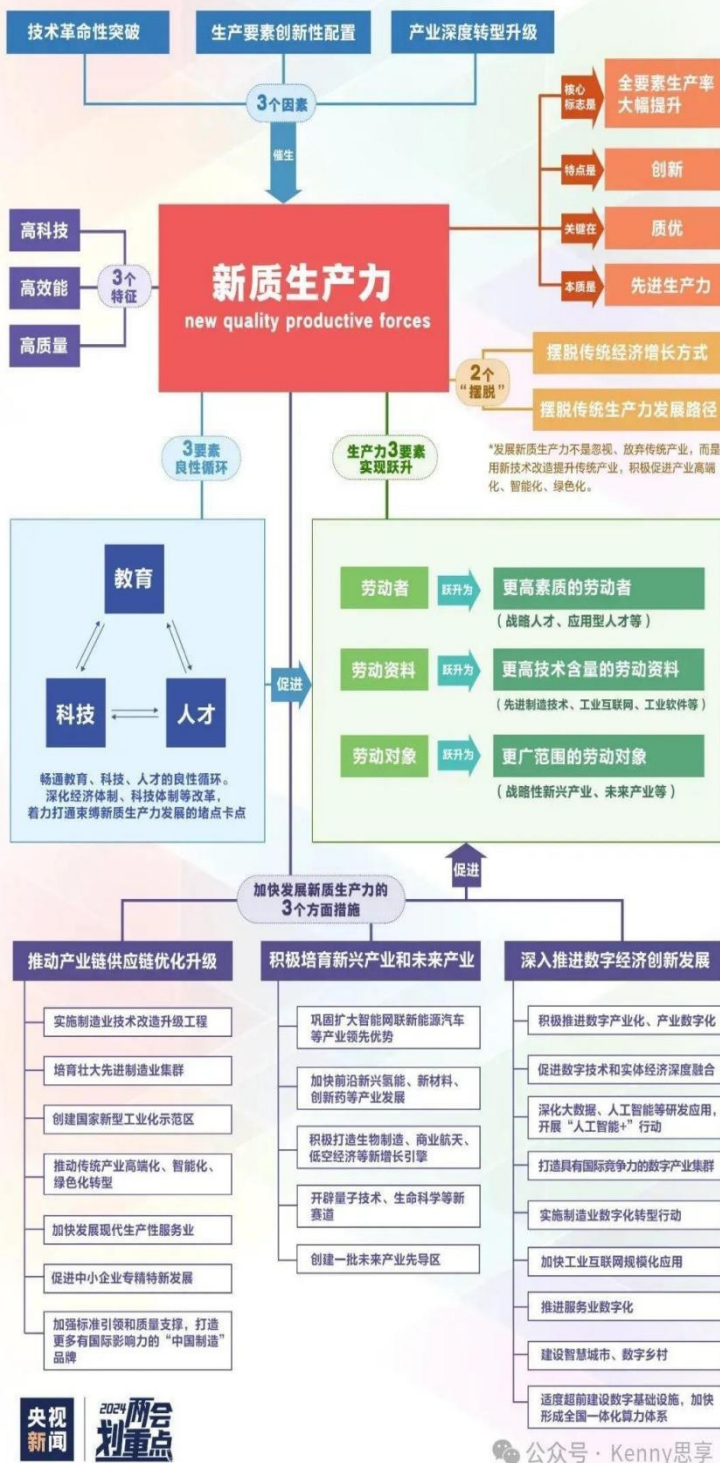 技术革命性突破
生产要素创新性配置
产业深度转型升级
3个因素
催生
核心
标志是
全要素生产率
大幅提升
特点是
创新
关键在
质优
本质是
先进生产力
高科技
高效能
高质量
3个
特征
新质生产力
new quality productive forces
2个
“摆脱”
摆脱传统经济增长方式
摆脱传统生产力发展路径
*发展新质生产力不是忽视、放弃传统产业，而是
用新技术改造提升传统产业，积极促进产业高端
化、智能化、绿色化。
3要素
良性循环
生产力3要素
实现跃升
教育
科技
人才
畅通教育、科技、人才的良性循环。
深化经济体制、科技体制等改革，
着力打通束缚新质生产力发展的堵点卡点
促进
劳动者
跃升为
更高素质的劳动者
（战略人才、应用型人才等）
劳动资料
跃升为
更高技术含量的劳动资料
（先进制造技术、工业互联网、工业软件等）
劳动对象
跃升为
更广范围的劳动对象
（战略性新兴产业、未来产业等）
促进
加快发展新质生产力的
3个方面措施
推动产业链供应链优化升级
实施制造业技术改造升级工程
培育壮大先进制造业集群
创建国家新型工业化示范区
推动传统产业高端化、智能化、
绿色化转型
加快发展现代生产性服务业
促进中小企业专精特新发展
加强标准引领和质量支撑，打造
更多有国际影响力的“中国制造”
品牌
积极培育新兴产业和未来产业
巩固扩大智能网联新能源汽车
等产业领先优势
加快前沿新兴氢能、新材料、
创新药等产业发展
积极打造生物制造、商业航天、
低空经济等新增长引擎
开辟量子技术、生命科学等新
赛道
创建一批未来产业先导区
深入推进数字经济创新发展
积极推进数字产业化、产业数字化
促进数字技术和实体经济深度融合
深化大数据、人工智能等研发应用，
开展“人工智能+”行动
打造具有国际竞争力的数字产业集群
实施制造业数字化转型行动
加快工业互联网规模化应用
推进服务业数字化
建设智慧城市、数字乡村
适度超前建设数字基础设施，加快
形成全国一体化算力体系
央视
新闻
2024两会
划重点
公众号 · Kenny思享